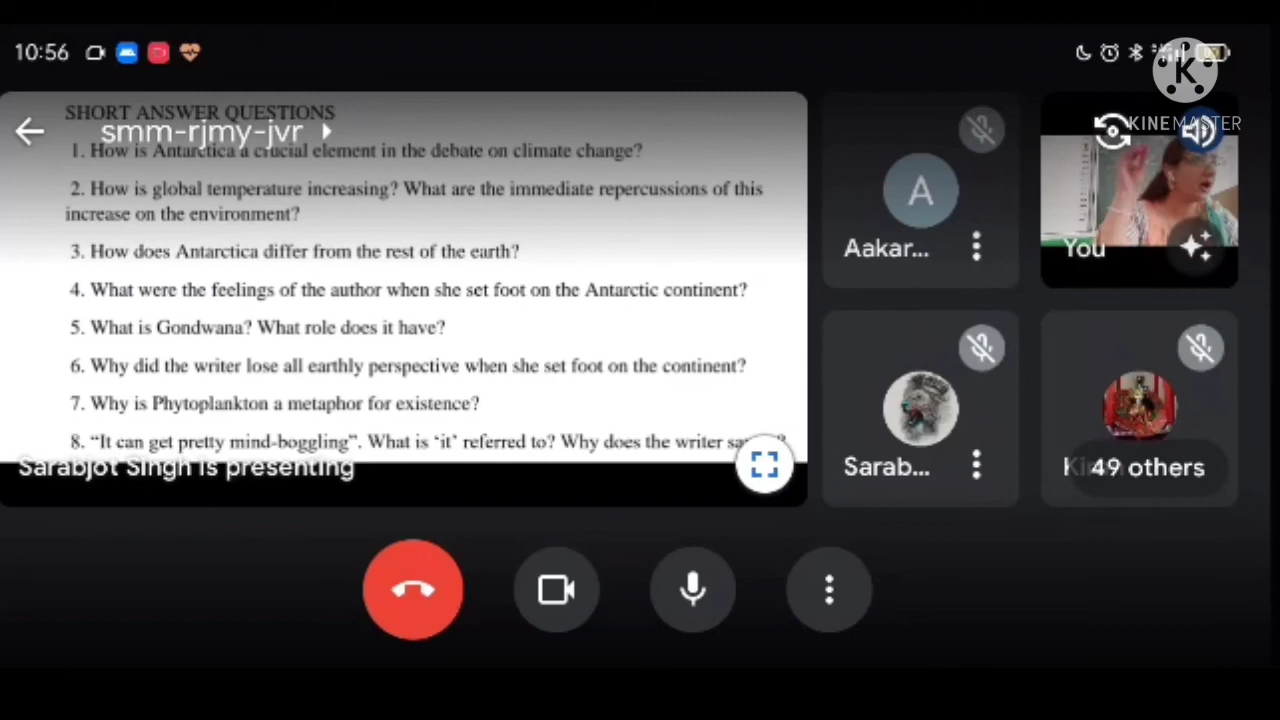 10:56
K
KINEMASTER
SHORT ANSWER QUESTIONS
smm-rjmy-jvr
1. How is Antarctica a crucial element in the debate on climate change?
2. How is global temperature increasing? What are the immediate repercussions of this
increase on the environment?
3. How does Antarctica differ from the rest of the earth?
4. What were the feelings of the author when she set foot on the Antarctic continent?
5. What is Gondwana? What role does it have?
6. Why did the writer lose all earthly perspective when she set foot on the continent?
7. Why is Phytoplankton a metaphor for existence?
8. “It can get pretty mind-boggling”. What is ‘it’ referred to? Why does the writer
Sarabjot Singh is presenting
A
Aakar...
You
Sarab...
49 others